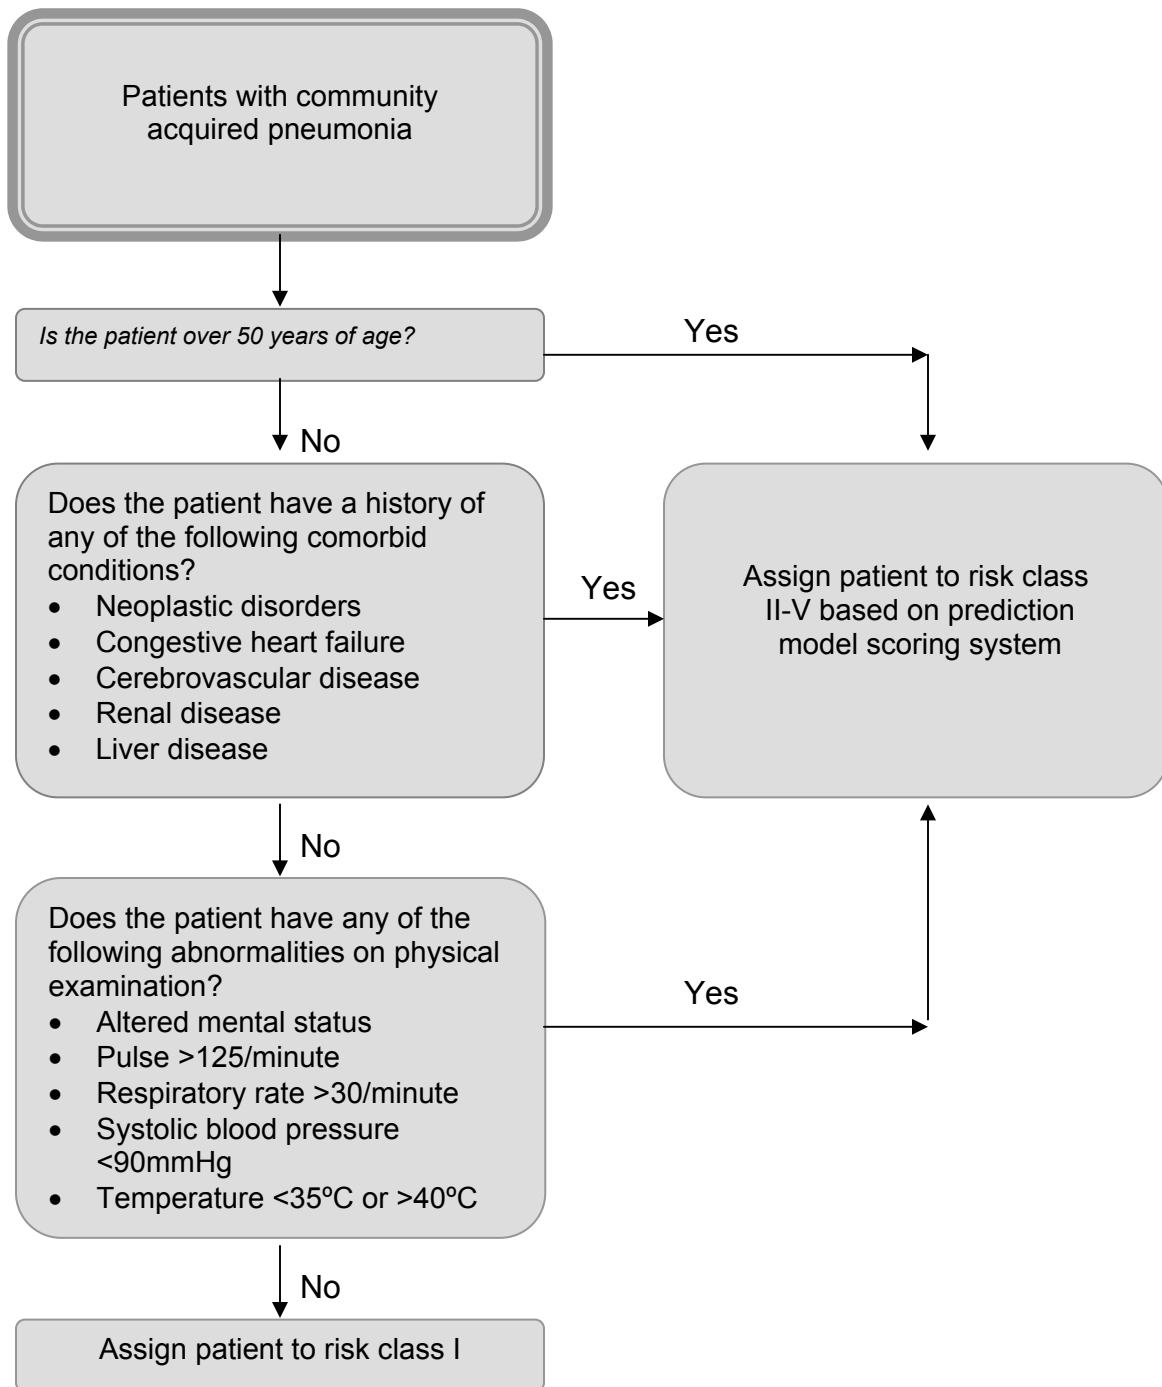 Patients with community
acquired pneumonia
Is the patient over 50 years of age?
Yes
No
Does the patient have a history of
any of the following comorbid
conditions?
• Neoplastic disorders
• Congestive heart failure
• Cerebrovascular disease
• Renal disease
• Liver disease
Yes
Assign patient to risk class
II-V based on prediction
model scoring system
No
Does the patient have any of the
following abnormalities on physical
examination?
• Altered mental status
• Pulse >125/minute
• Respiratory rate >30/minute
• Systolic blood pressure
<90mmHg
• Temperature <35ºC or >40ºC
Yes
No
Assign patient to risk class I